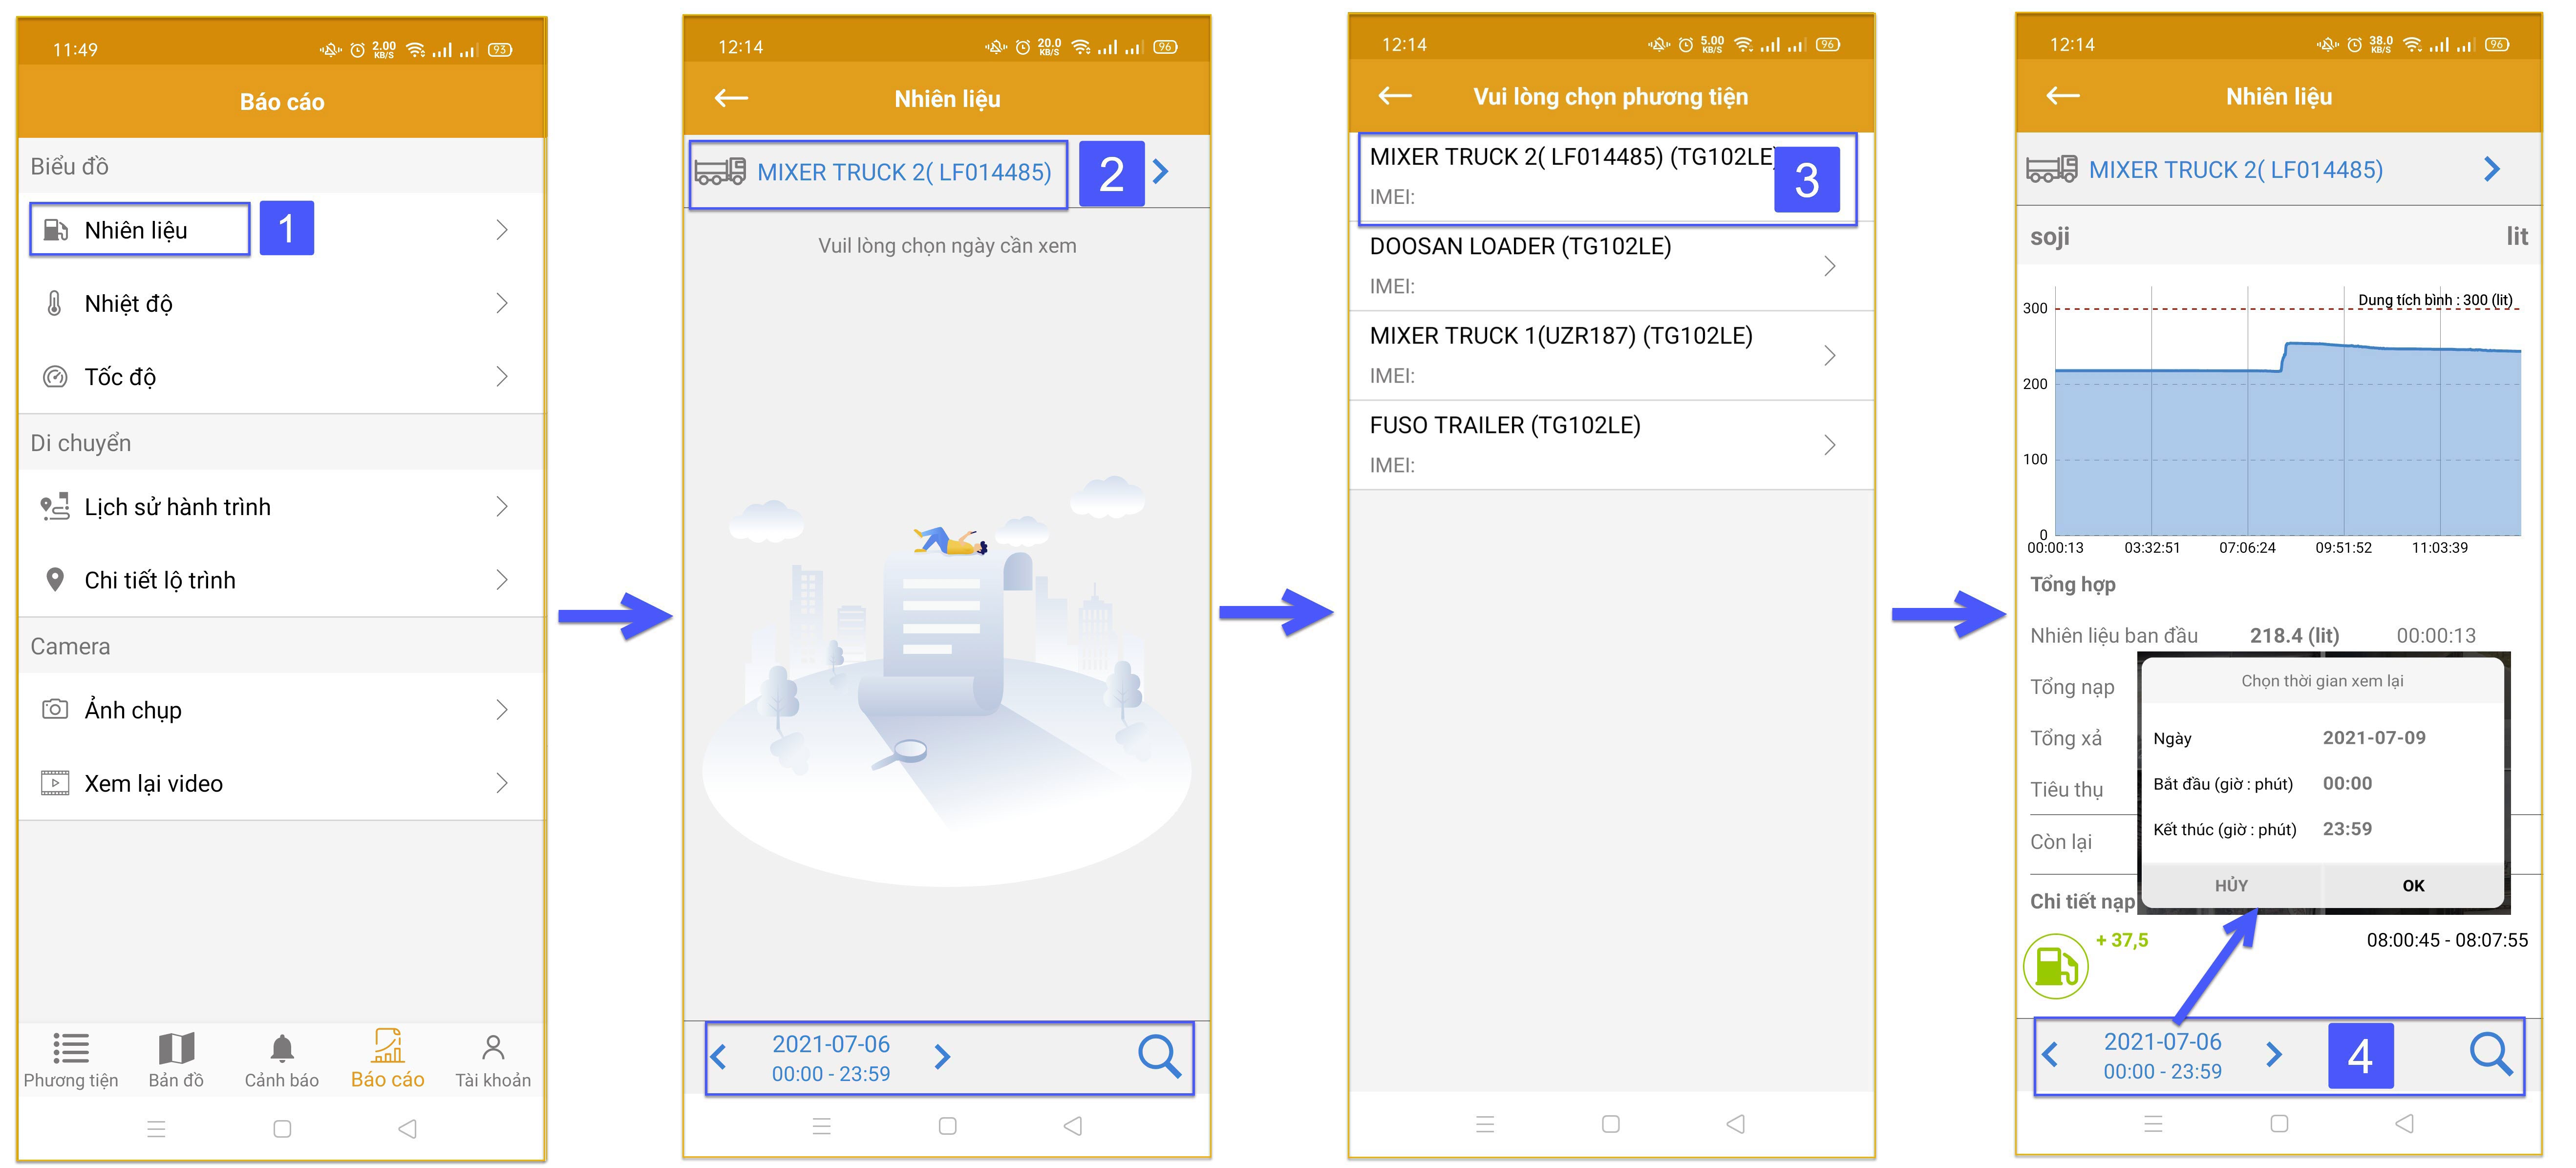 11:49
2.00
KB/S
93
Báo cáo
Biểu đồ
Nhiên liệu
1
Nhiệt độ
Tốc độ
Di chuyển
Lịch sử hành trình
Chi tiết lộ trình
Camera
Ảnh chụp
Xem lại video
Phương tiện
Bản đồ
Cảnh báo
Báo cáo
Tài khoản
12:14
20.0
KB/S
96
Nhiên liệu
MIXER TRUCK 2( LF014485)
2
Vuil lòng chọn ngày cần xem
2021-07-06
00:00 - 23:59
12:14
5.00
KB/S
96
Vui lòng chọn phương tiện
MIXER TRUCK 2( LF014485) (TG102LE)
3
IMEI:
DOOSAN LOADER (TG102LE)
IMEI:
MIXER TRUCK 1(UZR187) (TG102LE)
IMEI:
FUSO TRAILER (TG102LE)
IMEI:
12:14
38.0
KB/S
96
Nhiên liệu
MIXER TRUCK 2( LF014485)
soji lit
Dung tích bình : 300 (lit)
300
200
100
0
00:00:13 03:32:51 07:06:24 09:51:52 11:03:39
Tổng hợp
Nhiên liệu ban đầu 218.4 (lit) 00:00:13
Tổng nạp
Tổng xả
Tiêu thụ
Còn lại
Chọn thời gian xem lại
Ngày 2021-07-09
Bắt đầu (giờ : phút) 00:00
Kết thúc (giờ : phút) 23:59
HỦY OK
Chi tiết nạp
+ 37,5 08:00:45 - 08:07:55
2021-07-06
00:00 - 23:59
4